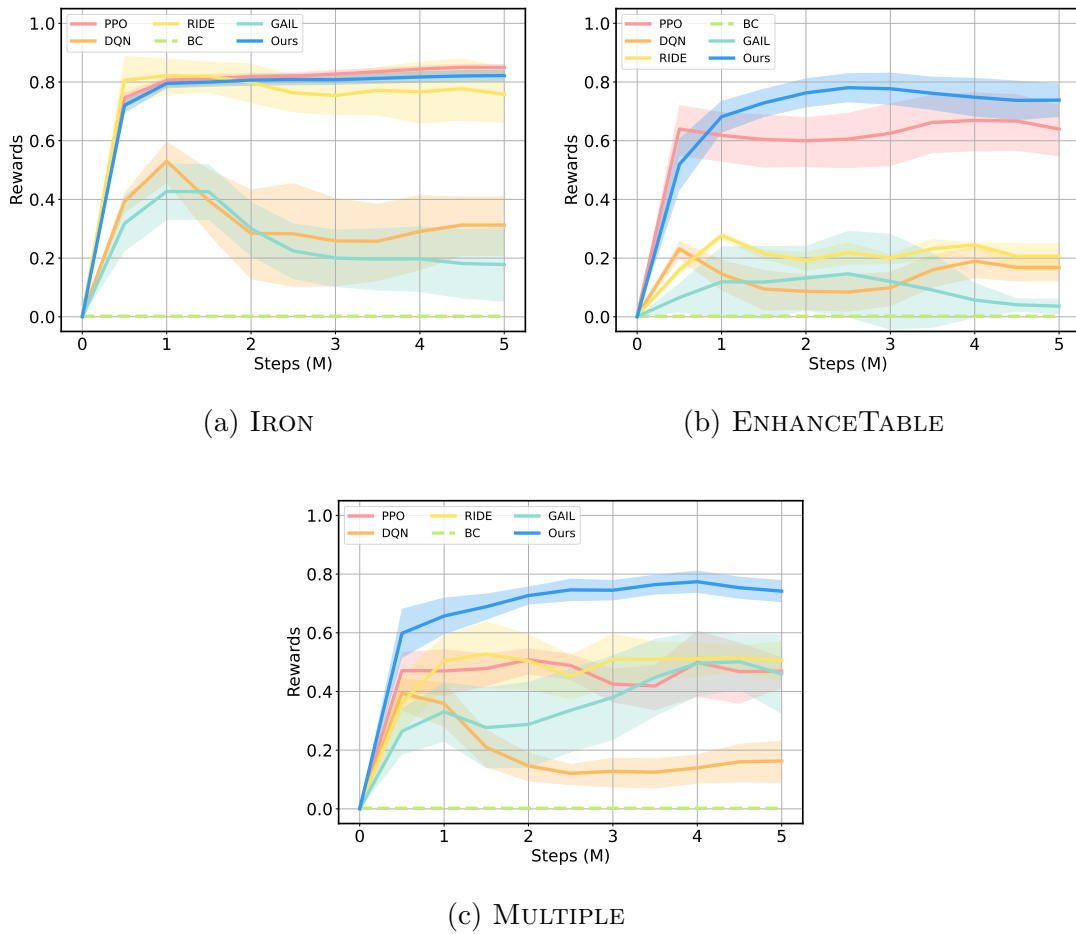 PPO RIDE GAIL
DQN BC Ours
1.0
0.8
0.6
0.4
0.2
0.0
Rewards
0 1 2 3 4 5
Steps (M)
(a) Iron
PPO BC
DQN GAIL
RIDE Ours
1.0
0.8
0.6
0.4
0.2
0.0
Rewards
0 1 2 3 4 5
Steps (M)
(b) EnhanceTable
PPO RIDE GAIL
DQN BC Ours
1.0
0.8
0.6
0.4
0.2
0.0
Rewards
0 1 2 3 4 5
Steps (M)
(c) Multiple